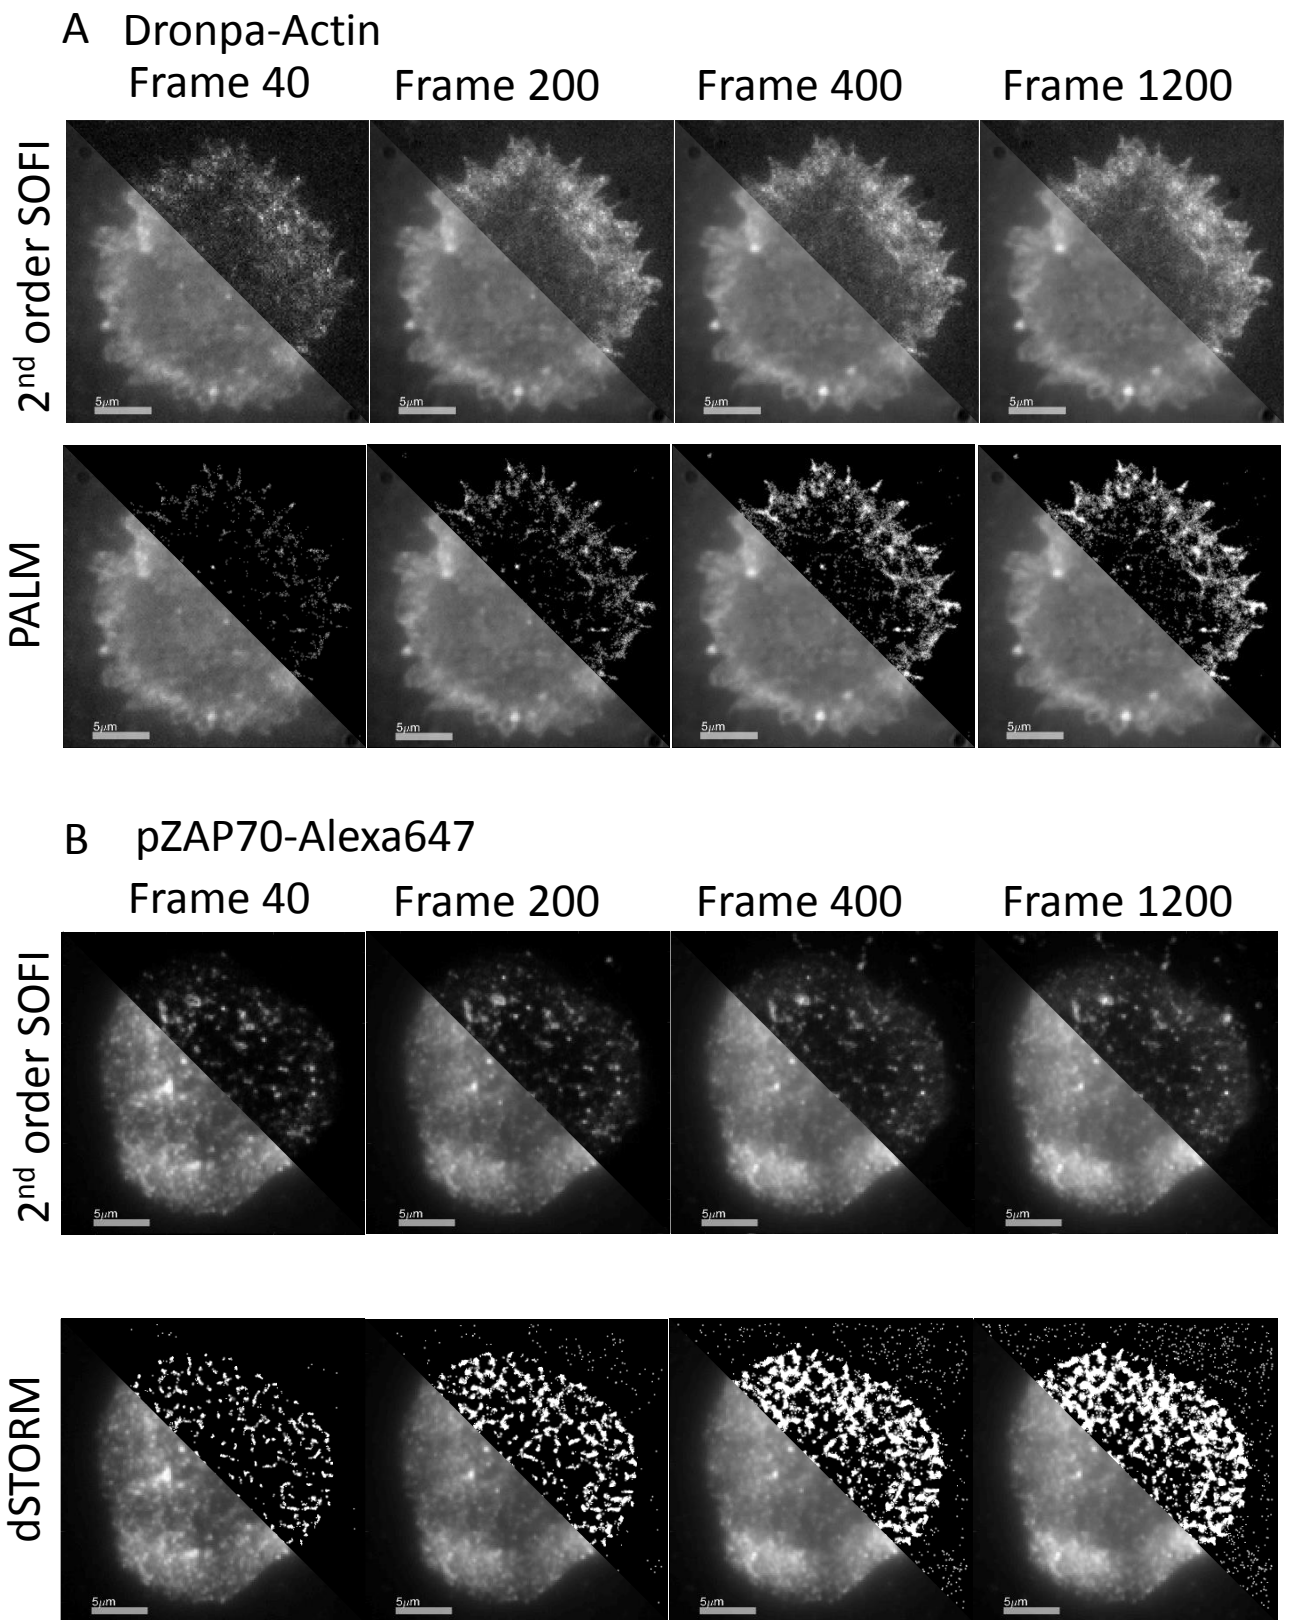 A Dronpa-Actin
Frame 40 Frame 200 Frame 400 Frame 1200
2nd order SOFI
5μm 5μm 5μm 5μm
PALM
5μm 5μm 5μm 5μm
B pZAP70-Alexa647
Frame 40 Frame 200 Frame 400 Frame 1200
2nd order SOFI
5μm 5μm 5μm 5μm
dSTORM
5μm 5μm 5μm 5μm